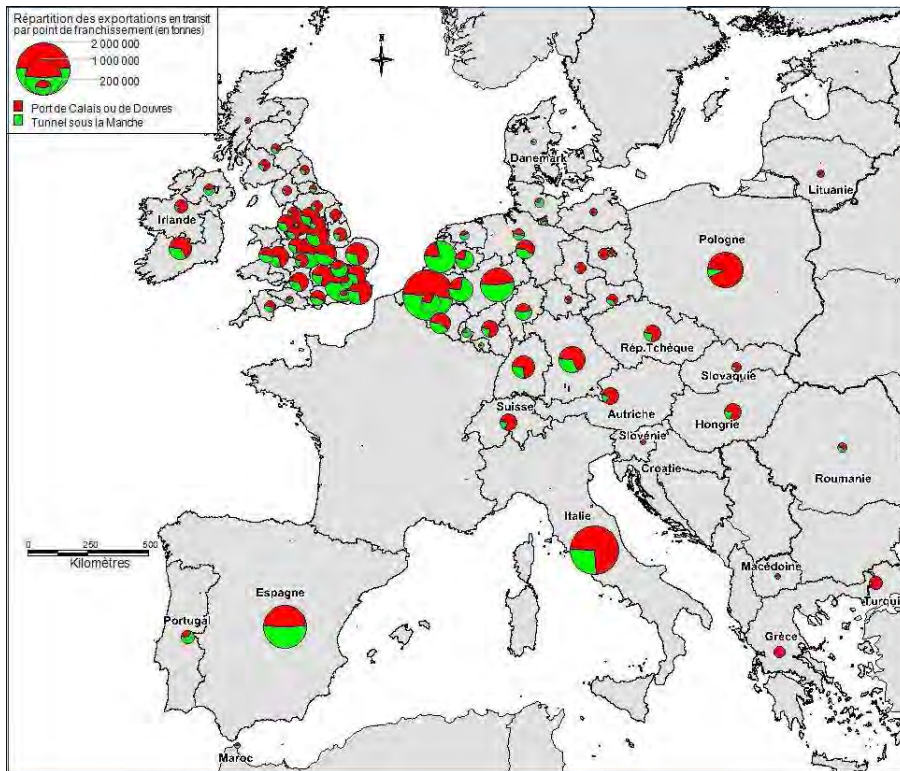 Répartition des exportations en transit
par point de franchissement (en tonnes)
2 000 000
1 000 000
200 000
Port de Calais ou de Douvres
Tunnel sous la Manche
N
Danemark
Lituanie
Irlande
Pologne
Rép.Tchèque
Slovaquie
Suisse
Autriche
Hongrie
Slovénie
Croatie
Roumanie
Italie
0 250 500
Kilomètres
Macédoine
Espagne
Turquie
Portugal
Grèce
Maroc